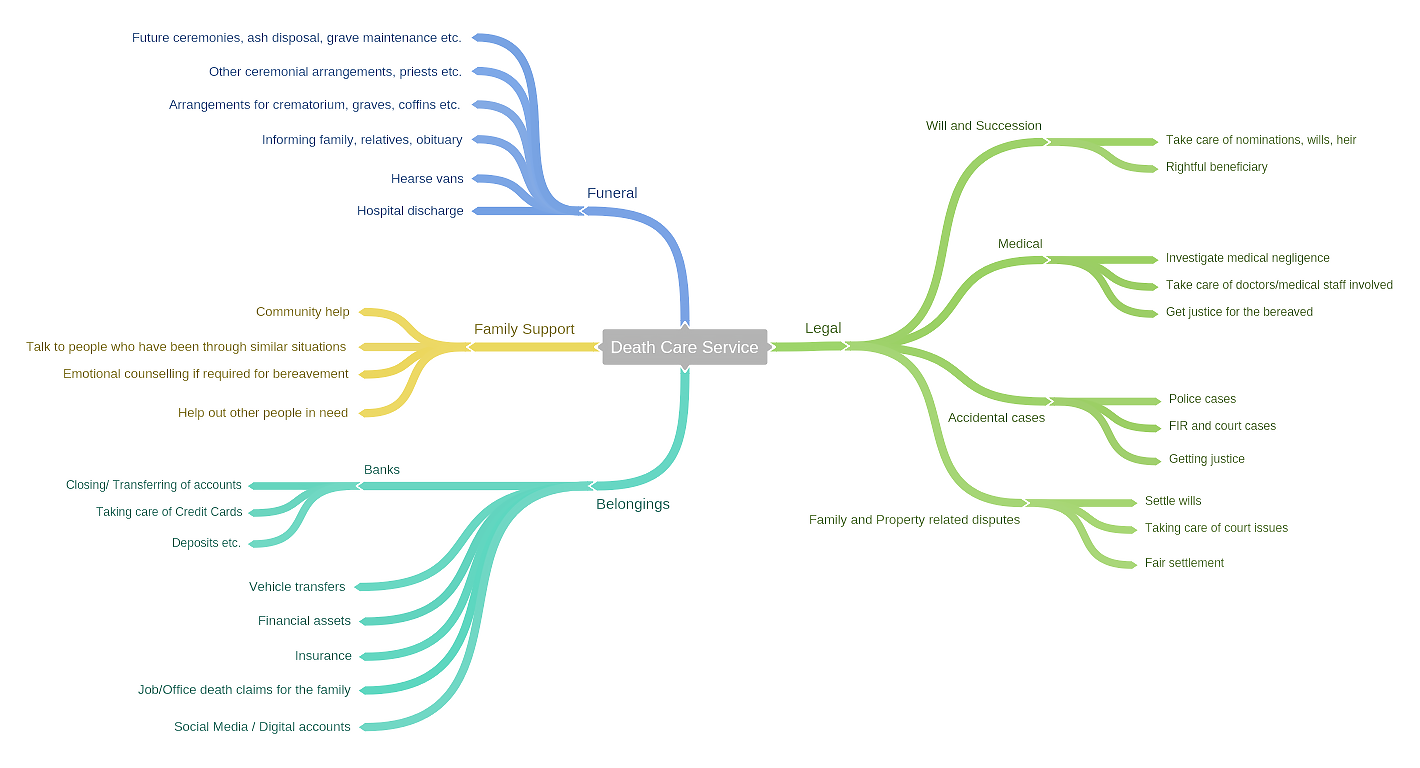 Death Care Service
Funeral
Future ceremonies, ash disposal, grave maintenance etc.
Other ceremonial arrangements, priests etc.
Arrangements for crematorium, graves, coffins etc.
Informing family, relatives, obituary
Hearse vans
Hospital discharge
Family Support
Community help
Talk to people who have been through similar situations
Emotional counselling if required for bereavement
Help out other people in need
Belongings
Banks
Closing/ Transferring of accounts
Taking care of Credit Cards
Deposits etc.
Vehicle transfers
Financial assets
Insurance
Job/Office death claims for the family
Social Media / Digital accounts
Legal
Will and Succession
Take care of nominations, wills, heir
Rightful beneficiary
Medical
Investigate medical negligence
Take care of doctors/medical staff involved
Get justice for the bereaved
Accidental cases
Police cases
FIR and court cases
Getting justice
Family and Property related disputes
Settle wills
Taking care of court issues
Fair settlement